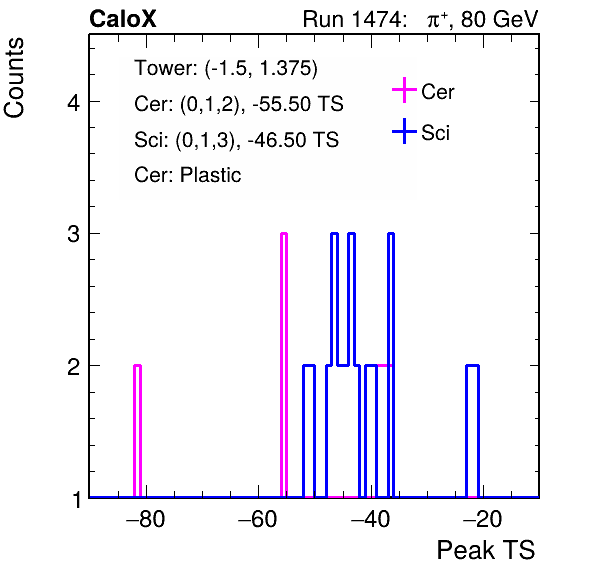 CaloX Run 1474: π⁺, 80 GeV
Counts
Tower: (-1.5, 1.375)
Cer: (0,1,2), -55.50 TS
Sci: (0,1,3), -46.50 TS
Cer: Plastic
Cer
Sci
4
3
2
1
−80 −60 −40 −20
Peak TS